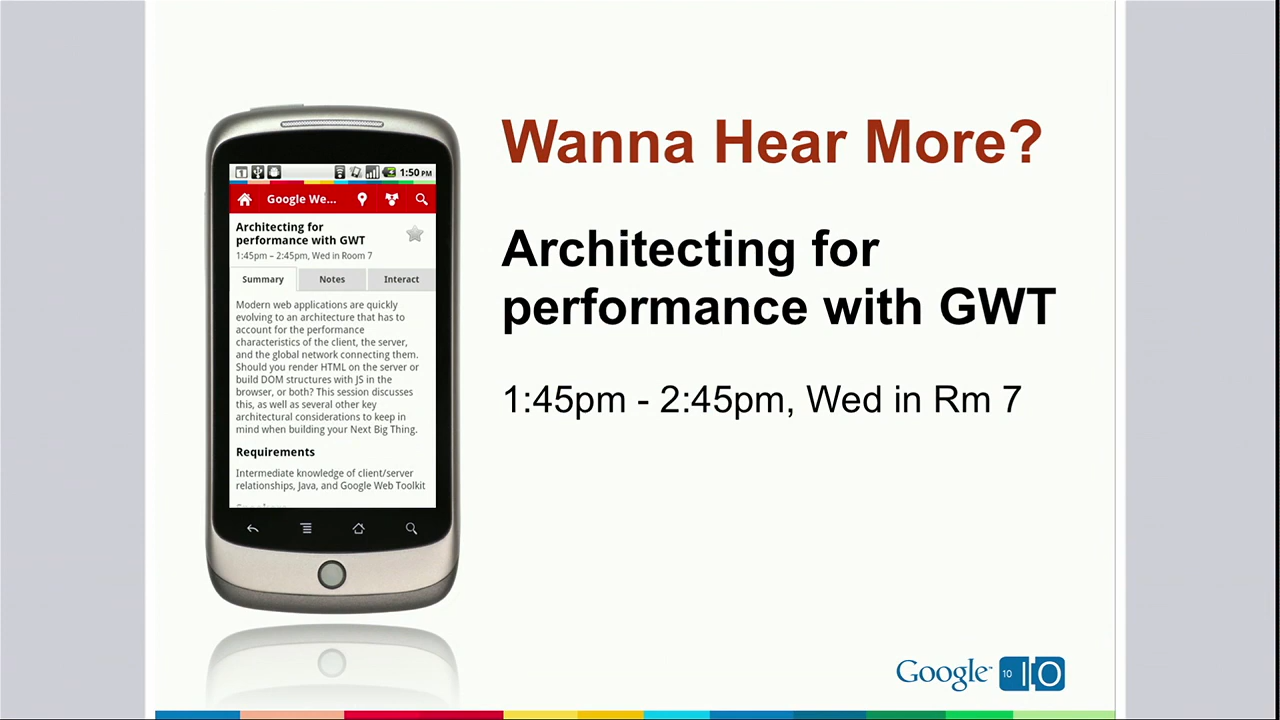 Wanna Hear More?
Architecting for
performance with GWT
1:45pm - 2:45pm, Wed in Rm 7
1:50 PM
Google We...
Architecting for
performance with GWT
1:45pm – 2:45pm, Wed in Room 7
Summary Notes Interact
Modern web applications are quickly
evolving to an architecture that has to
account for the performance
characteristics of the client, the server,
and the global network connecting them.
Should you render HTML on the server or
build DOM structures with JS in the
browser, or both? This session discusses
this, as well as several other key
architectural considerations to keep in
mind when building your Next Big Thing.
Requirements
Intermediate knowledge of client/server
relationships, Java, and Google Web Toolkit
Google 10 IO